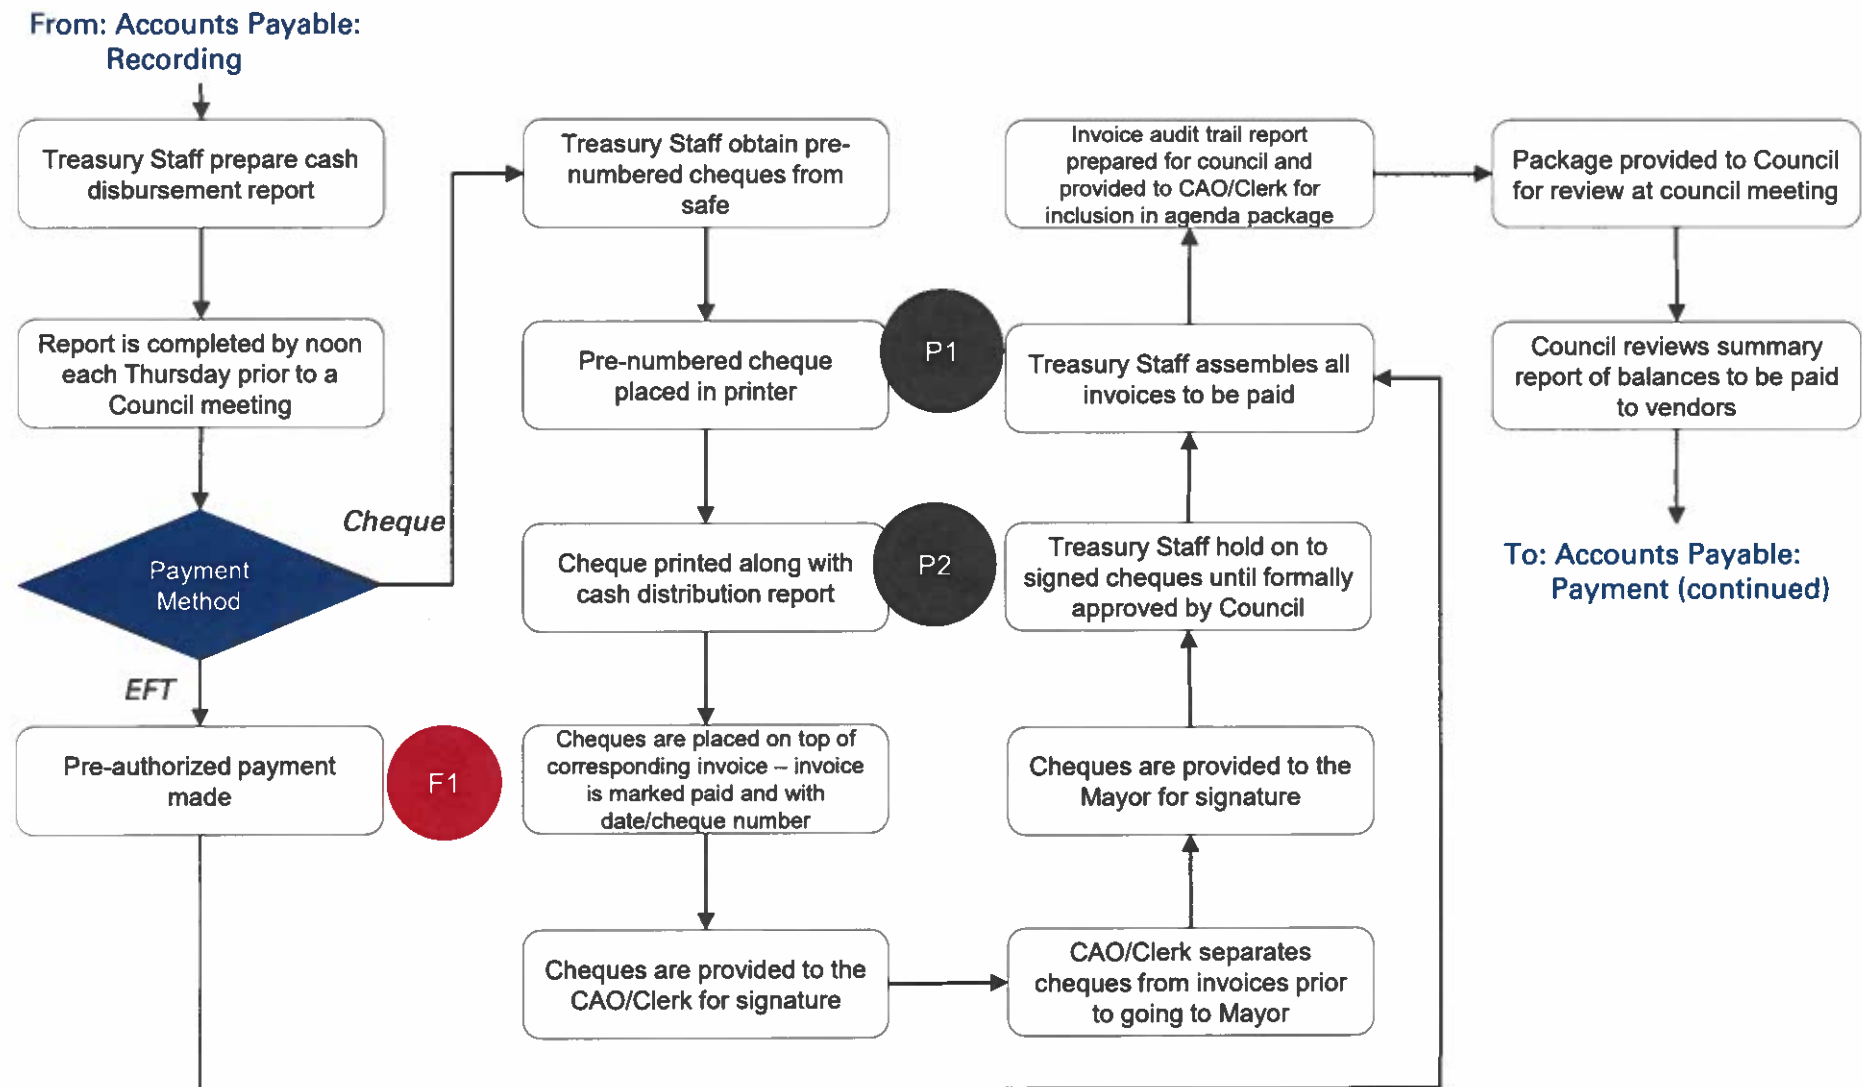 From: Accounts Payable:
Recording
Treasury Staff prepare cash
disbursement report
Report is completed by noon
each Thursday prior to a
Council meeting
Payment
Method
Cheque
EFT
Pre-authorized payment
made
F1
Treasury Staff obtain pre-
numbered cheques from
safe
Pre-numbered cheque
placed in printer
P1
Cheque printed along with
cash distribution report
P2
Cheques are placed on top of
corresponding invoice – invoice
is marked paid and with
date/cheque number
Cheques are provided to the
CAO/Clerk for signature
CAO/Clerk separates
cheques from invoices prior
to going to Mayor
Cheques are provided to the
Mayor for signature
Treasury Staff hold on to
signed cheques until formally
approved by Council
Treasury Staff assembles all
invoices to be paid
Invoice audit trail report
prepared for council and
provided to CAO/Clerk for
inclusion in agenda package
Package provided to Council
for review at council meeting
Council reviews summary
report of balances to be paid
to vendors
To: Accounts Payable:
Payment (continued)